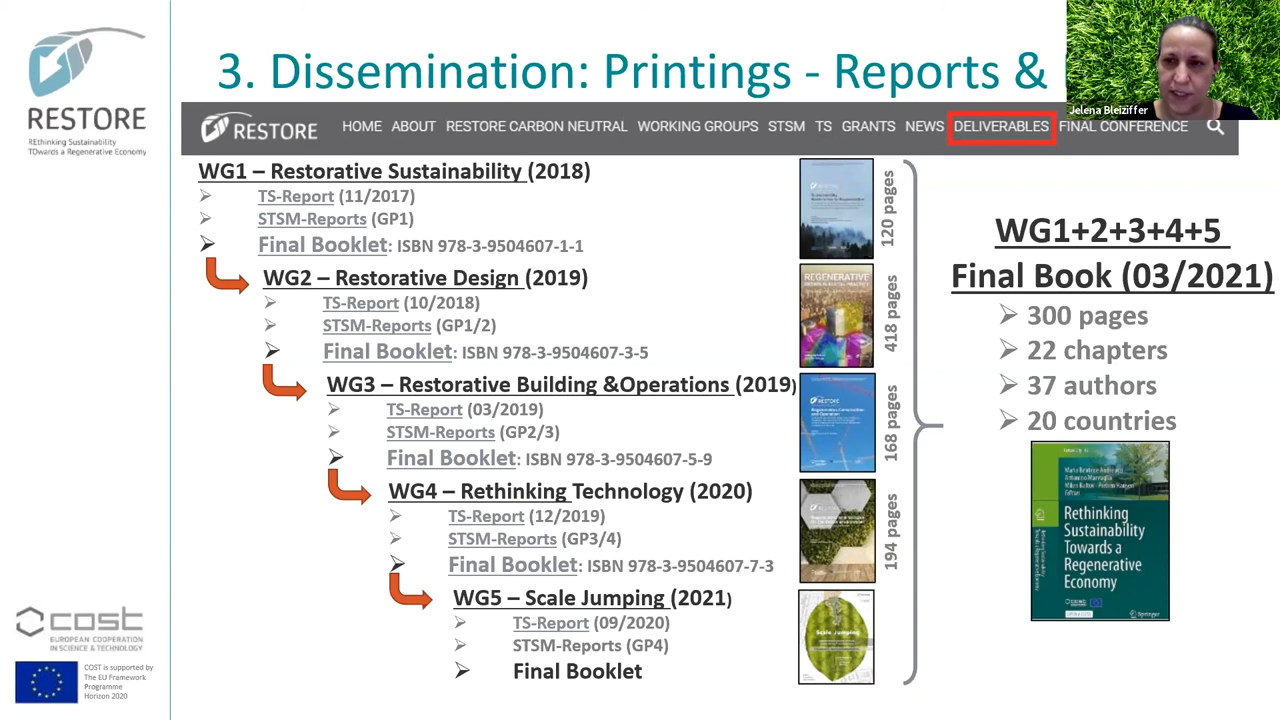 RESTORE
REthinking Sustainability
TOwards a Regenerative Economy
3. Dissemination: Printings - Reports &
Jelena Bleiziffer
RESTORE HOME ABOUT RESTORE CARBON NEUTRAL WORKING GROUPS STSM TS GRANTS NEWS DELIVERABLES FINAL CONFERENCE
WG1 – Restorative Sustainability (2018)
TS-Report (11/2017)
STSM-Reports (GP1)
Final Booklet: ISBN 978-3-9504607-1-1
WG2 – Restorative Design (2019)
TS-Report (10/2018)
STSM-Reports (GP1/2)
Final Booklet: ISBN 978-3-9504607-3-5
WG3 – Restorative Building &Operations (2019)
TS-Report (03/2019)
STSM-Reports (GP2/3)
Final Booklet: ISBN 978-3-9504607-5-9
WG4 – Rethinking Technology (2020)
TS-Report (12/2019)
STSM-Reports (GP3/4)
Final Booklet: ISBN 978-3-9504607-7-3
WG5 – Scale Jumping (2021)
TS-Report (09/2020)
STSM-Reports (GP4)
Final Booklet
120 pages
REGENERATIVE
418 pages
RESTORE
168 pages
194 pages
Scale Jumping
WG1+2+3+4+5
Final Book (03/2021)
300 pages
22 chapters
37 authors
20 countries
Rethinking
Sustainability
Towards a
Regenerative
Economy
Springer
COST
EUROPEAN COOPERATION
IN SCIENCE & TECHNOLOGY
COST is supported by
The EU Framework
Programme
Horizon 2020